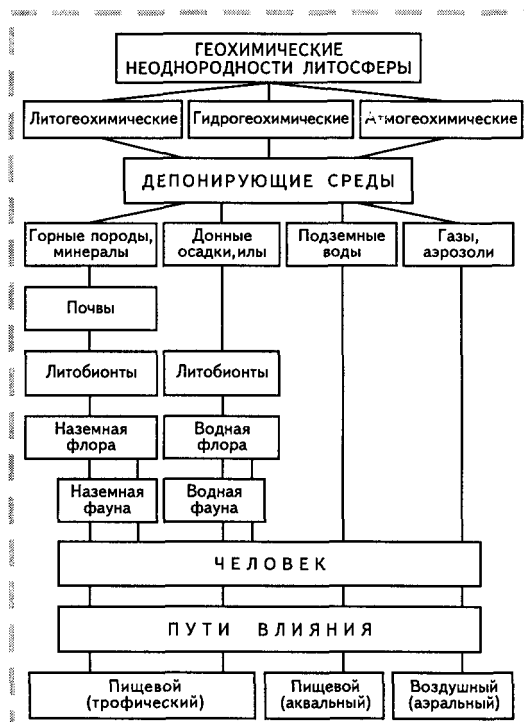 ГЕОХИМИЧЕСКИЕ
НЕОДНОРОДНОСТИ ЛИТОСФЕРЫ
Литогеохимические
Гидрогеохимические
Атмогеохимические
ДЕПОНИРУЮЩИЕ СРЕДЫ
Горные породы,
минералы
Донные
осадки, илы
Подземные
воды
Газы,
аэрозоли
Почвы
Литобионты
Литобионты
Наземная
флора
Водная
флора
Наземная
фауна
Водная
фауна
ЧЕЛОВЕК
ПУТИ ВЛИЯНИЯ
Пищевой
(трофический)
Пищевой
(аквальный)
Воздушный
(аэральный)